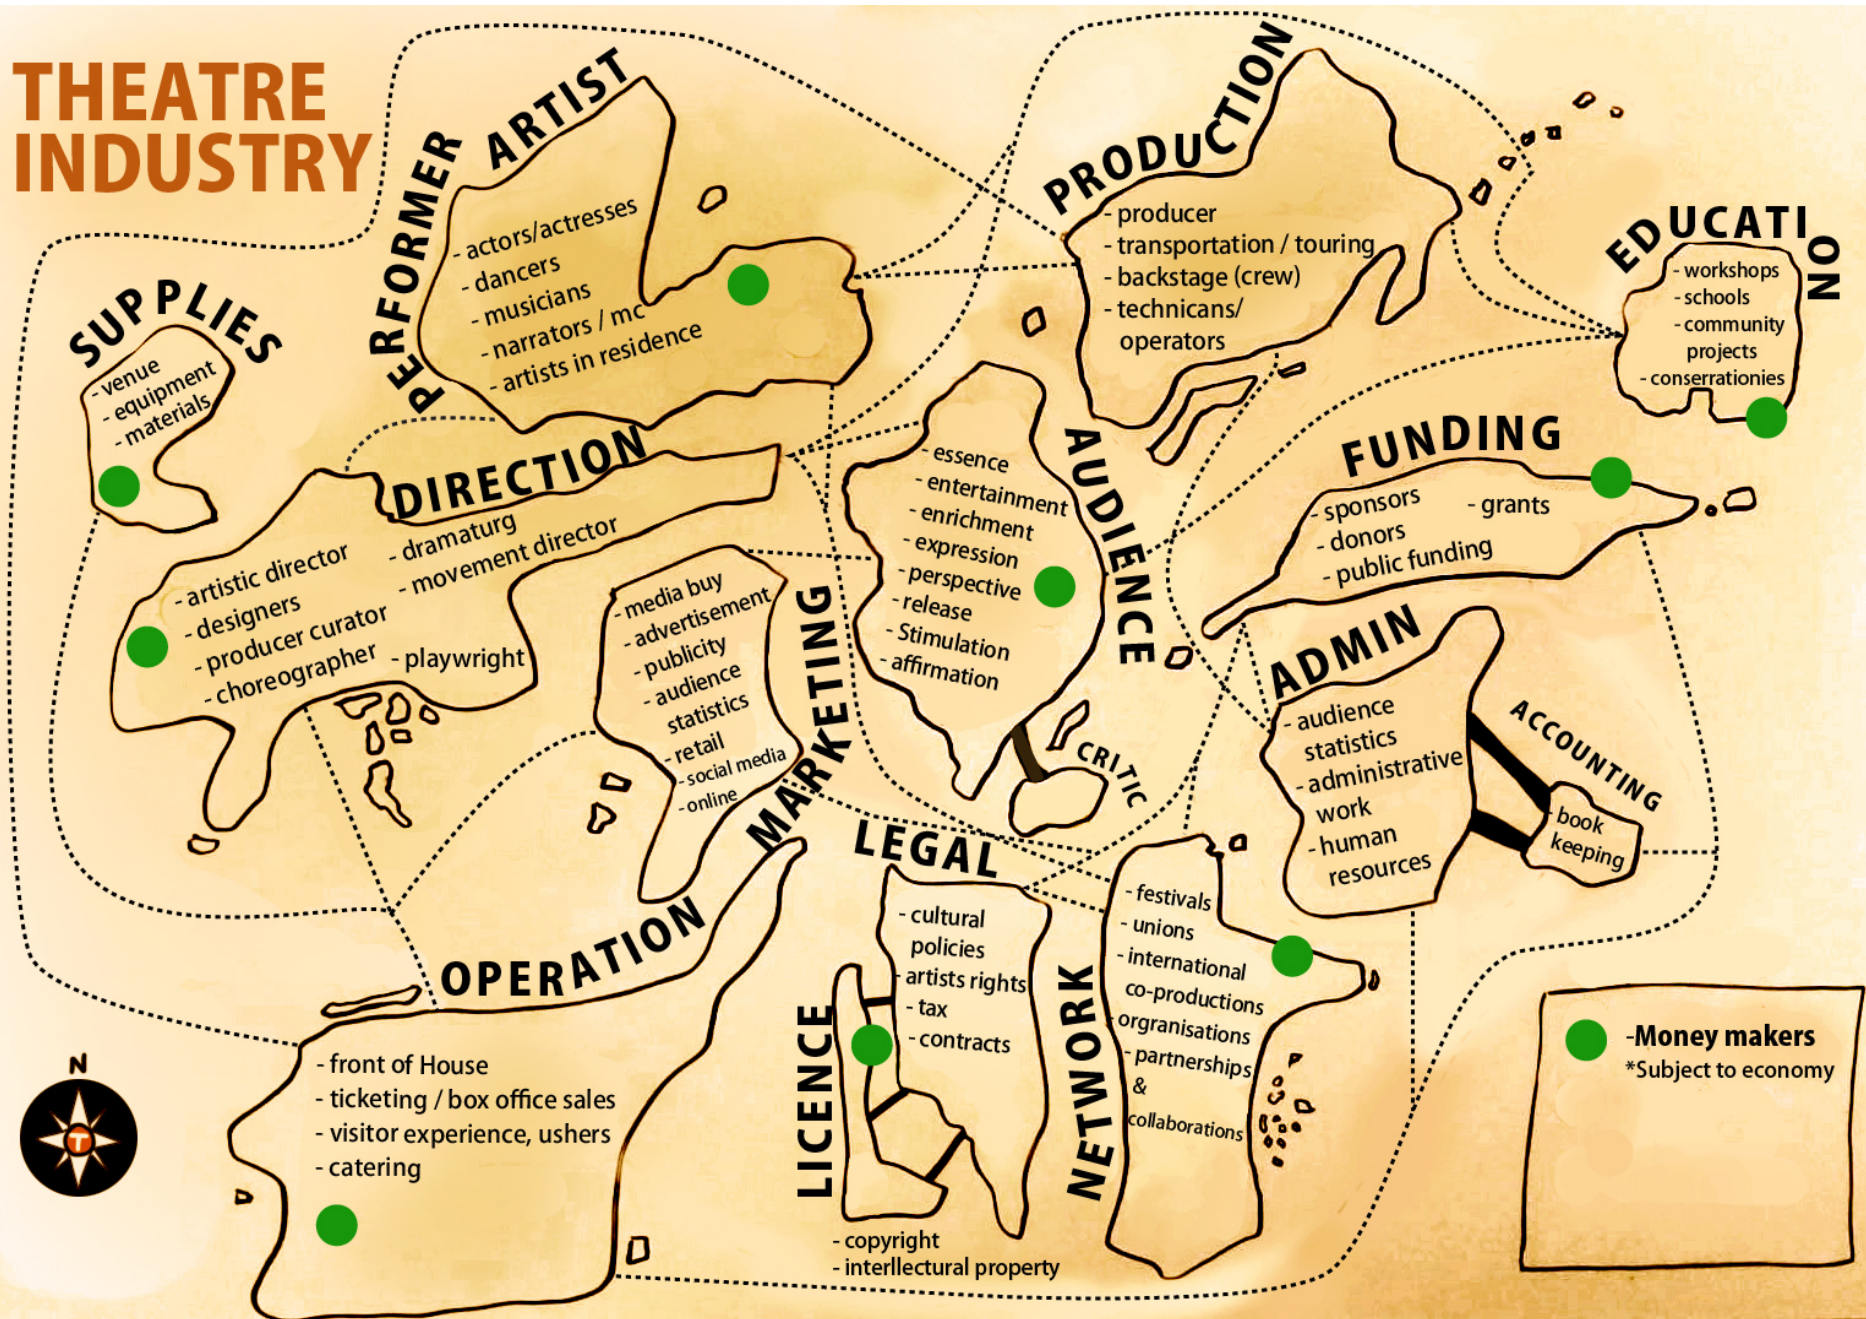 THEATRE
INDUSTRY
PERFORMER ARTIST
- actors/actresses
- dancers
- musicians
- narrators / mc
- artists in residence
PRODUCTION
- producer
- transportation / touring
- backstage (crew)
- technicans/
operators
EDUCATION
- workshops
- schools
- community
projects
- conserrationies
SUPPLIES
- venue
- equipment
- materials
DIRECTION
- artistic director
- designers
- producer curator
- choreographer
- dramaturg
- movement director
- playwright
MARKETING
- media buy
- advertisement
- publicity
- audience
statistics
- retail
- social media
- online
AUDIENCE
- essence
- entertainment
- enrichment
- expression
- perspective
- release
- Stimulation
- affirmation
CRITIC
FUNDING
- sponsors
- donors
- public funding
- grants
ADMIN
- audience
statistics
- administrative
work
- human
resources
ACCOUNTING
- book
keeping
OPERATION
- front of House
- ticketing / box office sales
- visitor experience, ushers
- catering
LEGAL
- cultural
policies
- artists rights
- tax
- contracts
LICENCE
- copyright
- interllectural property
NETWORK
- festivals
- unions
- international
co-productions
- orgranisations
- partnerships
&
collaborations
N
T
-Money makers
*Subject to economy